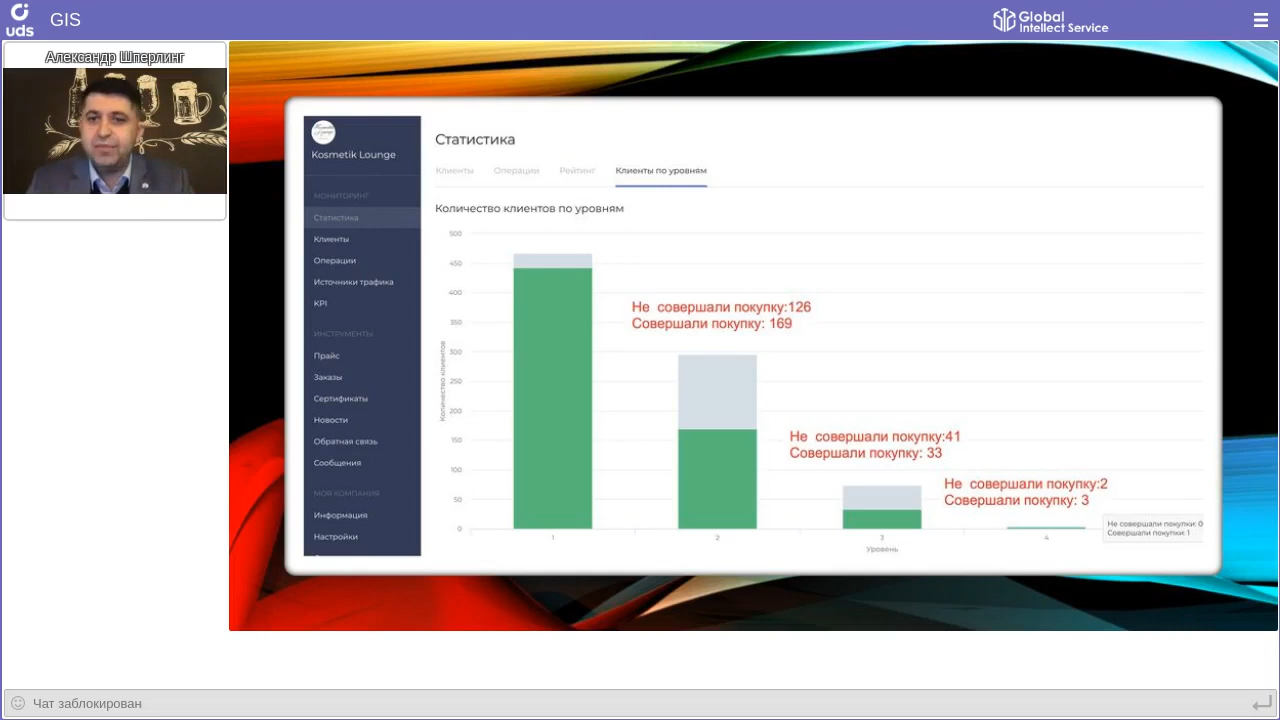 uds
GIS
Global
Intellect Service
Александр Шперлинг
Kosmetik Lounge
МОНИТОРИНГ
Статистика
Клиенты
Операции
Источники трафика
KPI
ИНСТРУМЕНТЫ
Прайс
Заказы
Сертификаты
Новости
Обратная связь
Сообщения
МОЯ КОМПАНИЯ
Информация
Настройки
Статистика
Клиенты
Операции
Рейтинг
Клиенты по уровням
Количество клиентов по уровням
Количество клиентов
500
450
400
350
300
250
200
150
100
50
0
Не совершали покупку:126
Совершали покупку: 169
Не совершали покупку:41
Совершали покупку: 33
Не совершали покупку:2
Совершали покупку: 3
Не совершали покупки: 0
Совершали покупки: 1
1
2
3
4
Уровень
Чат заблокирован